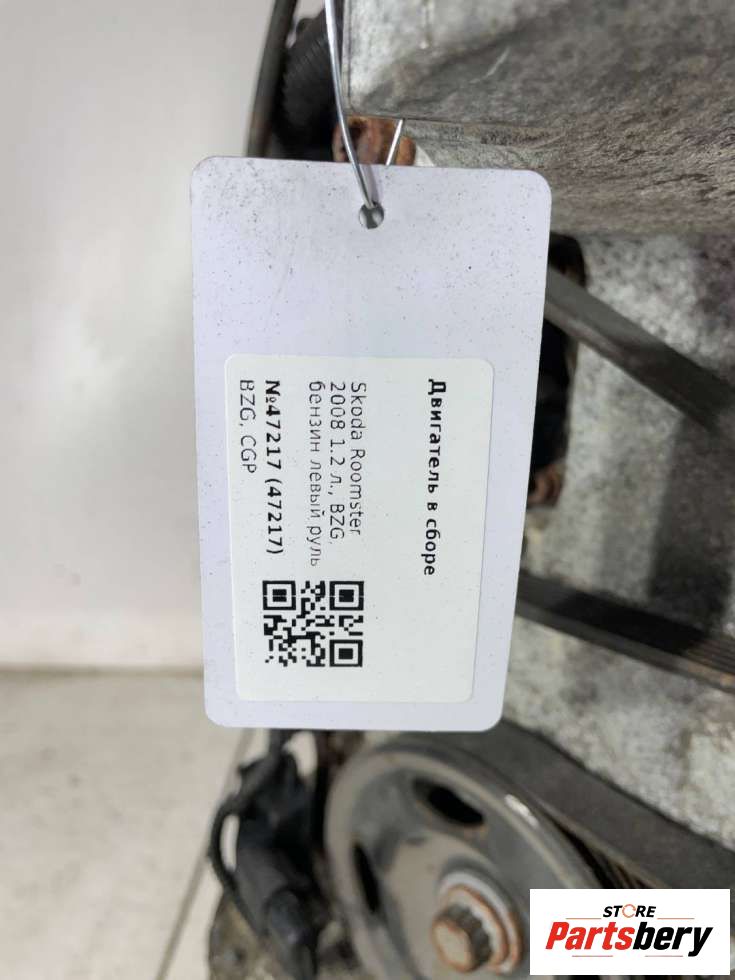 Двигатель в сборе
Skoda Roomster
2008 1.2 л., BZG,
бензин левый руль
№47217 (47217)
BZG, CGP
STORE
Partsbery